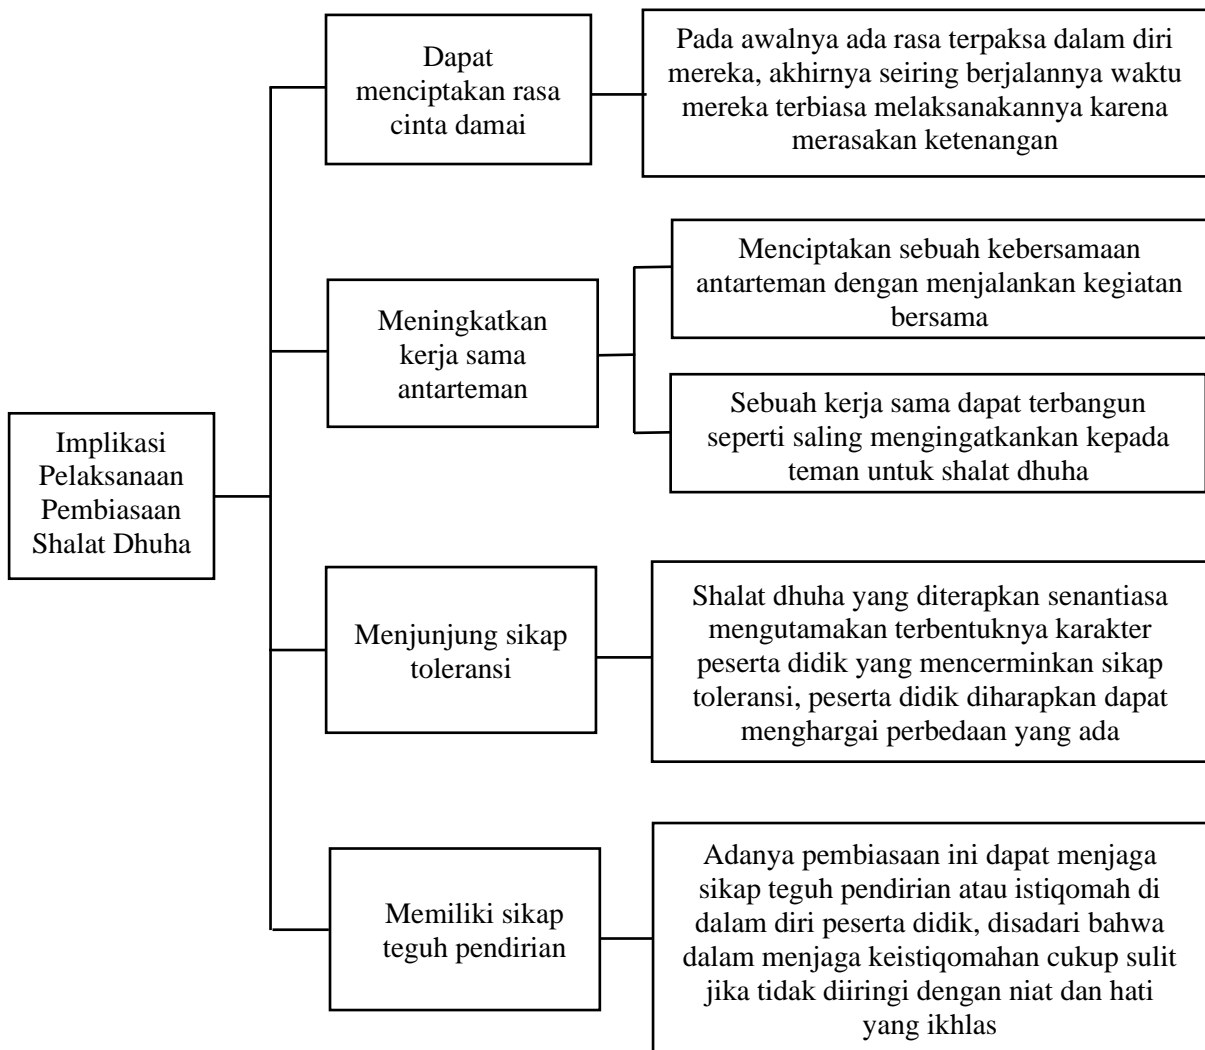 Implikasi
Pelaksanaan
Pembiasaan
Shalat Dhuha
Dapat
menciptakan rasa
cinta damai
Pada awalnya ada rasa terpaksa dalam diri
mereka, akhirnya seiring berjalannya waktu
mereka terbiasa melaksanakannya karena
merasakan ketenangan
Meningkatkan
kerja sama
antarteman
Menciptakan sebuah kebersamaan
antarteman dengan menjalankan kegiatan
bersama
Sebuah kerja sama dapat terbangun
seperti saling mengingatkankan kepada
teman untuk shalat dhuha
Menjunjung sikap
toleransi
Shalat dhuha yang diterapkan senantiasa
mengutamakan terbentuknya karakter
peserta didik yang mencerminkan sikap
toleransi, peserta didik diharapkan dapat
menghargai perbedaan yang ada
Memiliki sikap
teguh pendirian
Adanya pembiasaan ini dapat menjaga
sikap teguh pendirian atau istiqomah di
dalam diri peserta didik, disadari bahwa
dalam menjaga keistiqomahan cukup sulit
jika tidak diiringi dengan niat dan hati
yang ikhlas